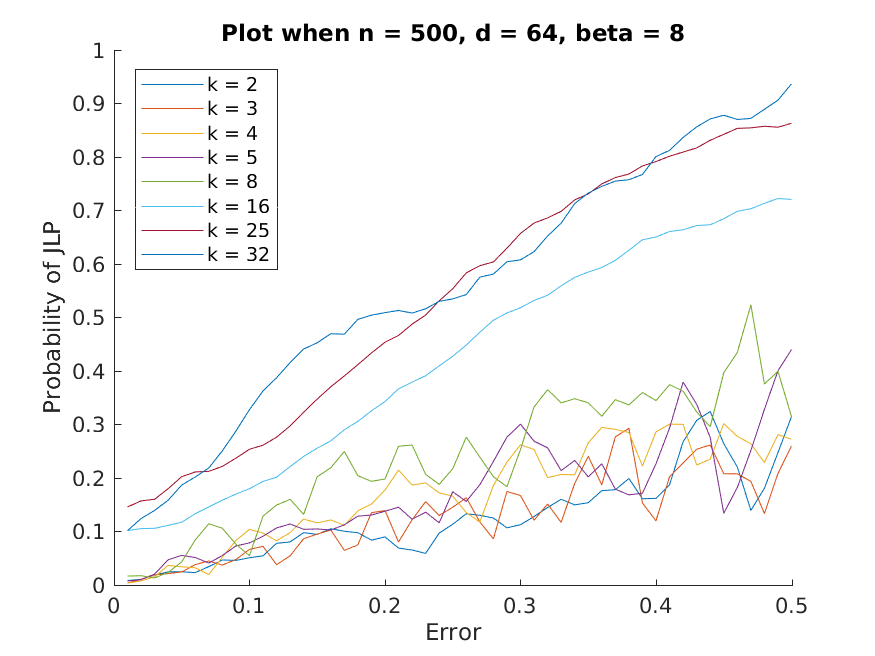 Plot when n = 500, d = 64, beta = 8
1
0.9
0.8
0.7
0.6
0.5
0.4
0.3
0.2
0.1
0
Probability of JLP
k = 2
k = 3
k = 4
k = 5
k = 8
k = 16
k = 25
k = 32
0 0.1 0.2 0.3 0.4 0.5
Error